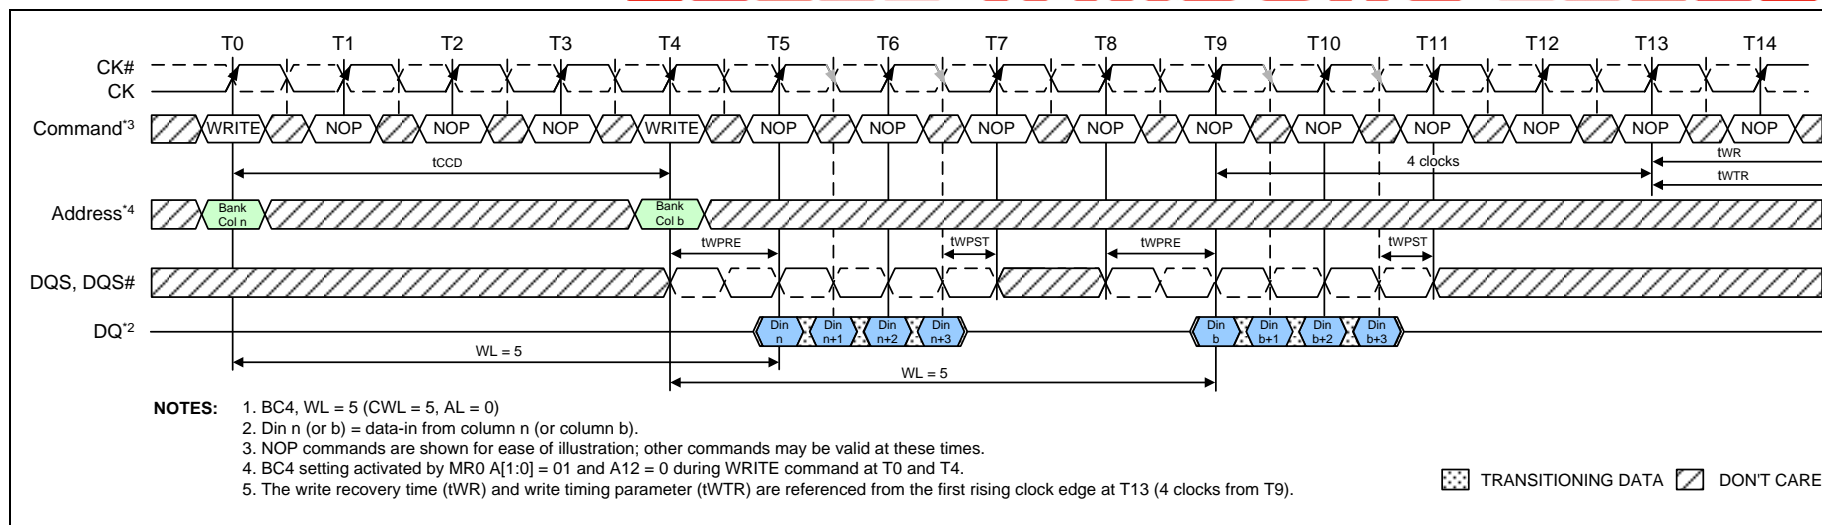 T0 T1 T2 T3 T4 T5 T6 T7 T8 T9 T10 T11 T12 T13 T14
CK#
CK
Command*3 WRITE NOP NOP NOP WRITE NOP NOP NOP NOP NOP NOP NOP NOP NOP NOP
tCCD 4 clocks tWR
tWTR
Address*4 Bank Col n Bank Col b
tWPRE tWPST tWPRE tWPST
DQS, DQS#
DQ*2 Din n Din n+1 Din n+2 Din n+3 Din b Din b+1 Din b+2 Din b+3
WL = 5
WL = 5
NOTES: 1. BC4, WL = 5 (CWL = 5, AL = 0)
2. Din n (or b) = data-in from column n (or column b).
3. NOP commands are shown for ease of illustration; other commands may be valid at these times.
4. BC4 setting activated by MR0 A[1:0] = 01 and A12 = 0 during WRITE command at T0 and T4.
5. The write recovery time (tWR) and write timing parameter (tWTR) are referenced from the first rising clock edge at T13 (4 clocks from T9).
TRANSITIONING DATA DON'T CARE